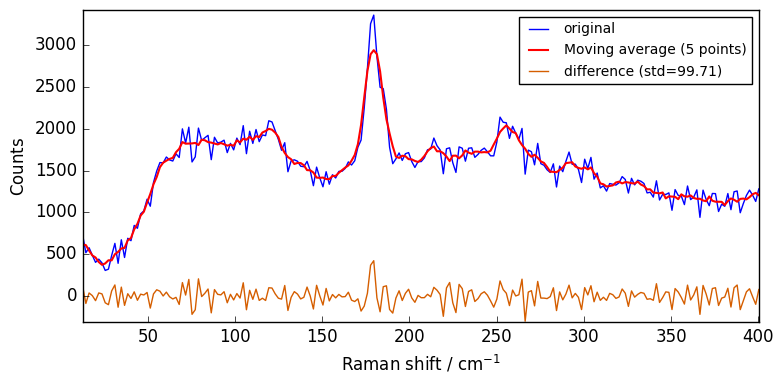 original
Moving average (5 points)
difference (std=99.71)
Counts
3000
2500
2000
1500
1000
500
0
50 100 150 200 250 300 350 400
Raman shift / cm⁻¹